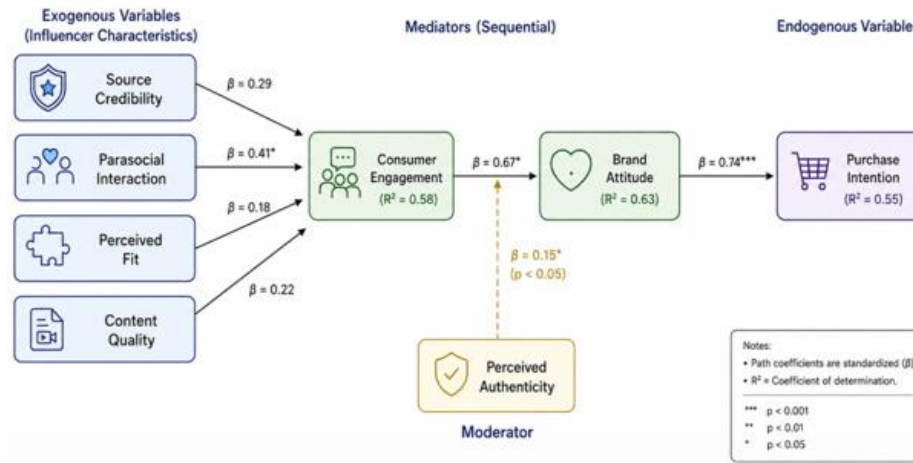 Exogenous Variables
(Influencer Characteristics)
Mediators (Sequential)
Endogenous Variable
Source
Credibility
β = 0.29
Parasocial
Interaction
β = 0.41*
Perceived
Fit
β = 0.18
Content
Quality
β = 0.22
Consumer
Engagement
(R² = 0.58)
β = 0.67*
Brand
Attitude
(R² = 0.63)
β = 0.74***
Purchase
Intention
(R² = 0.55)
β = 0.15*
(p < 0.05)
Perceived
Authenticity
Moderator
Notes:
• Path coefficients are standardized (β)
• R² = Coefficient of determination.
*** p < 0.001
** p < 0.01
* p < 0.05